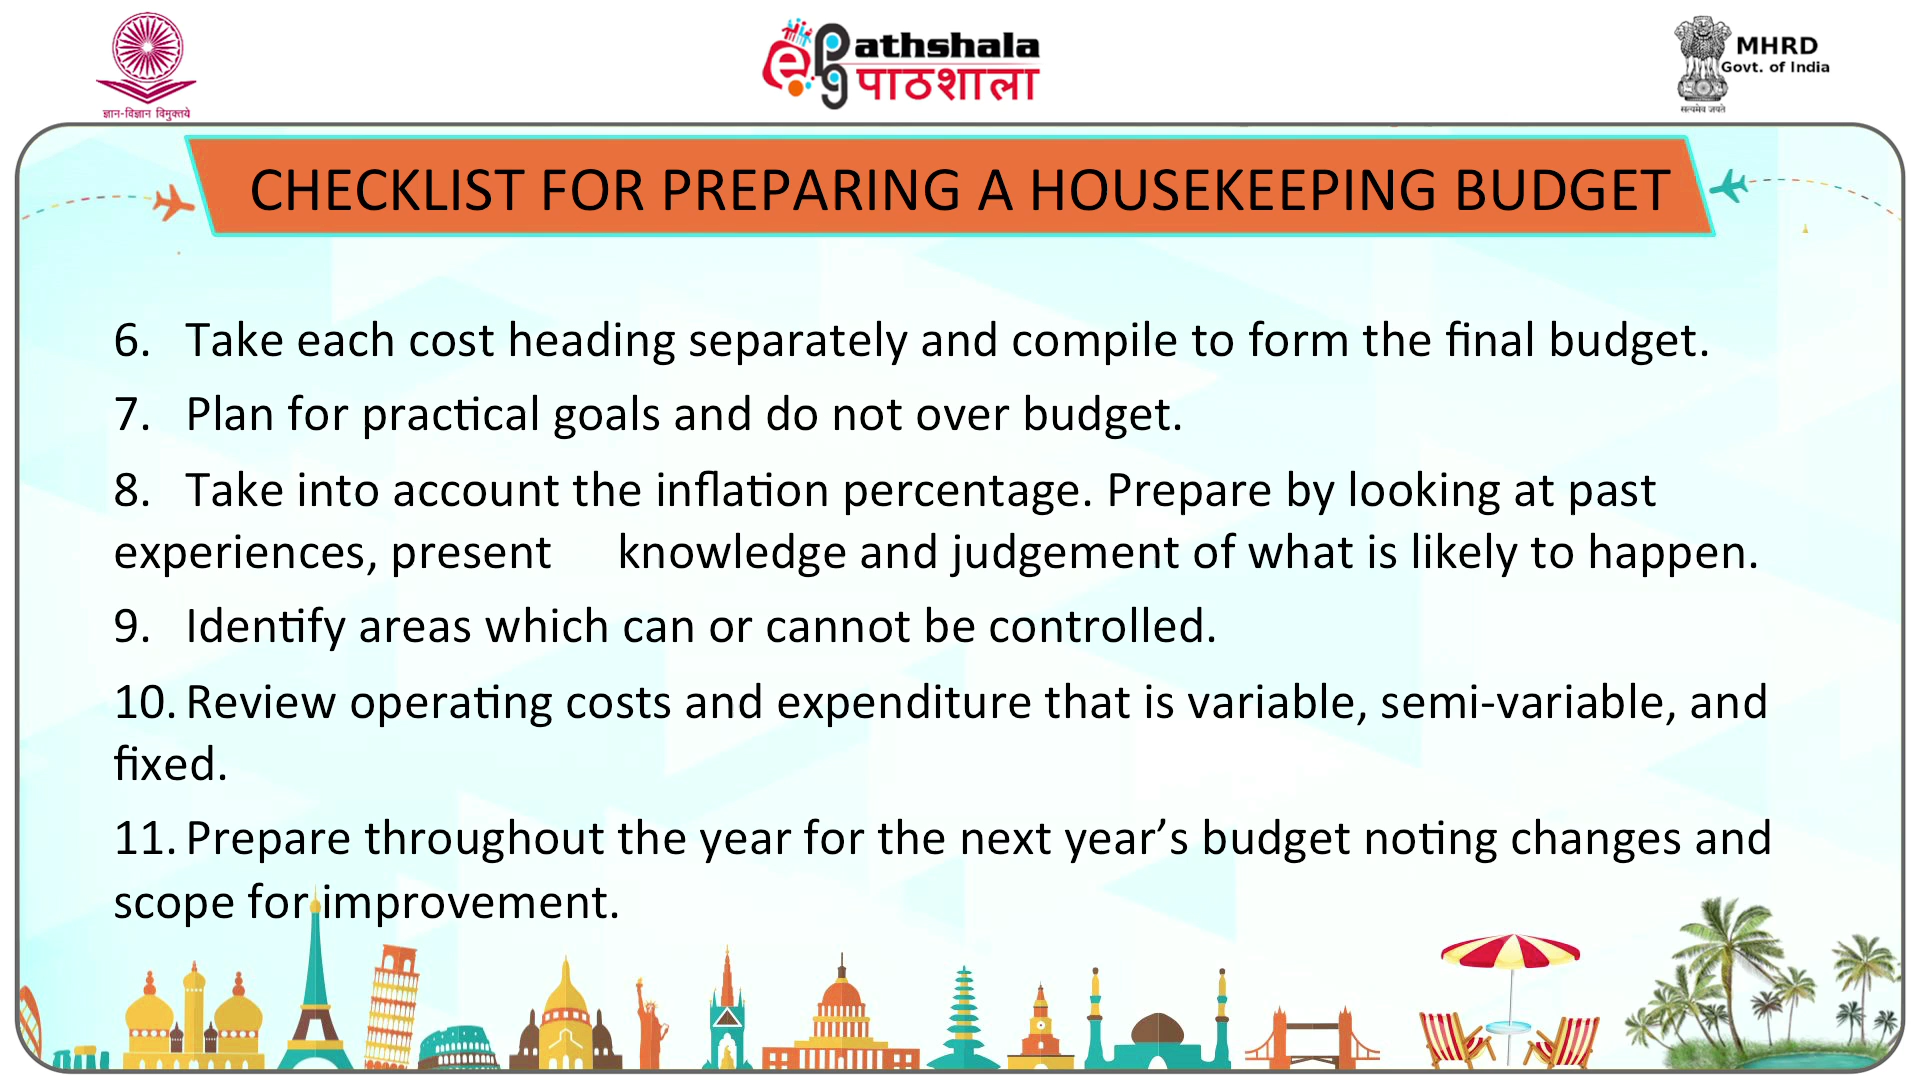 ज्ञान-विज्ञान विमुक्तये
e
PG
athshala
पाठशाला
MHRD
Govt. of India
सत्यमेव जयते
CHECKLIST FOR PREPARING A HOUSEKEEPING BUDGET
6. Take each cost heading separately and compile to form the final budget.
7. Plan for practical goals and do not over budget.
8. Take into account the inflation percentage. Prepare by looking at past
experiences, present knowledge and judgement of what is likely to happen.
9. Identify areas which can or cannot be controlled.
10. Review operating costs and expenditure that is variable, semi-variable, and
fixed.
11. Prepare throughout the year for the next year’s budget noting changes and
scope for improvement.